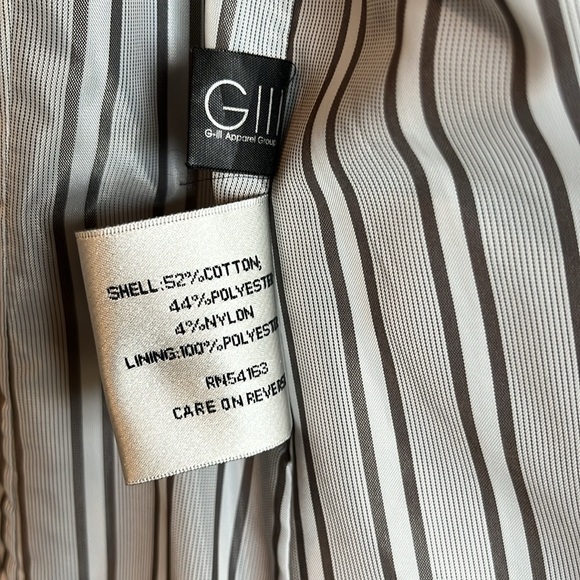 GIII
G-III Apparel Group
SHELL:52%COTTON;
44%POLYESTER
4%NYLON
LINING:100%POLYESTER
RN54163
CARE ON REVERSE